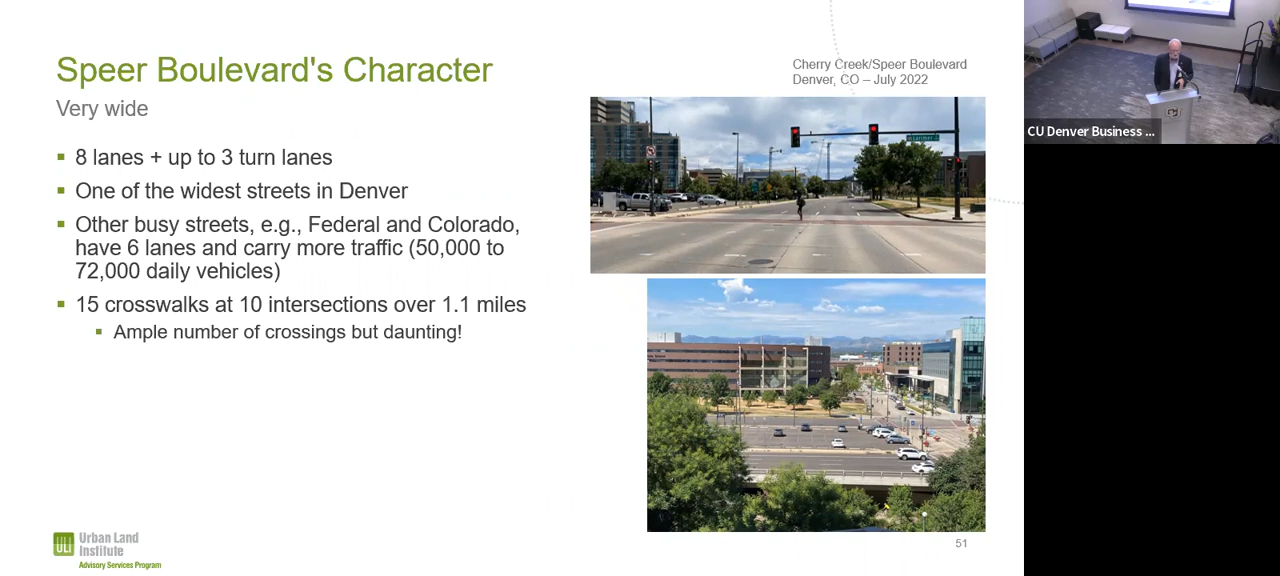 Speer Boulevard's Character
Very wide
8 lanes + up to 3 turn lanes
One of the widest streets in Denver
Other busy streets, e.g., Federal and Colorado,
have 6 lanes and carry more traffic (50,000 to
72,000 daily vehicles)
15 crosswalks at 10 intersections over 1.1 miles
Ample number of crossings but daunting!
Cherry Creek/Speer Boulevard
Denver, CO – July 2022
Larimer
ULI
Urban Land
Institute
Advisory Services Program
51
CU Denver Business ...